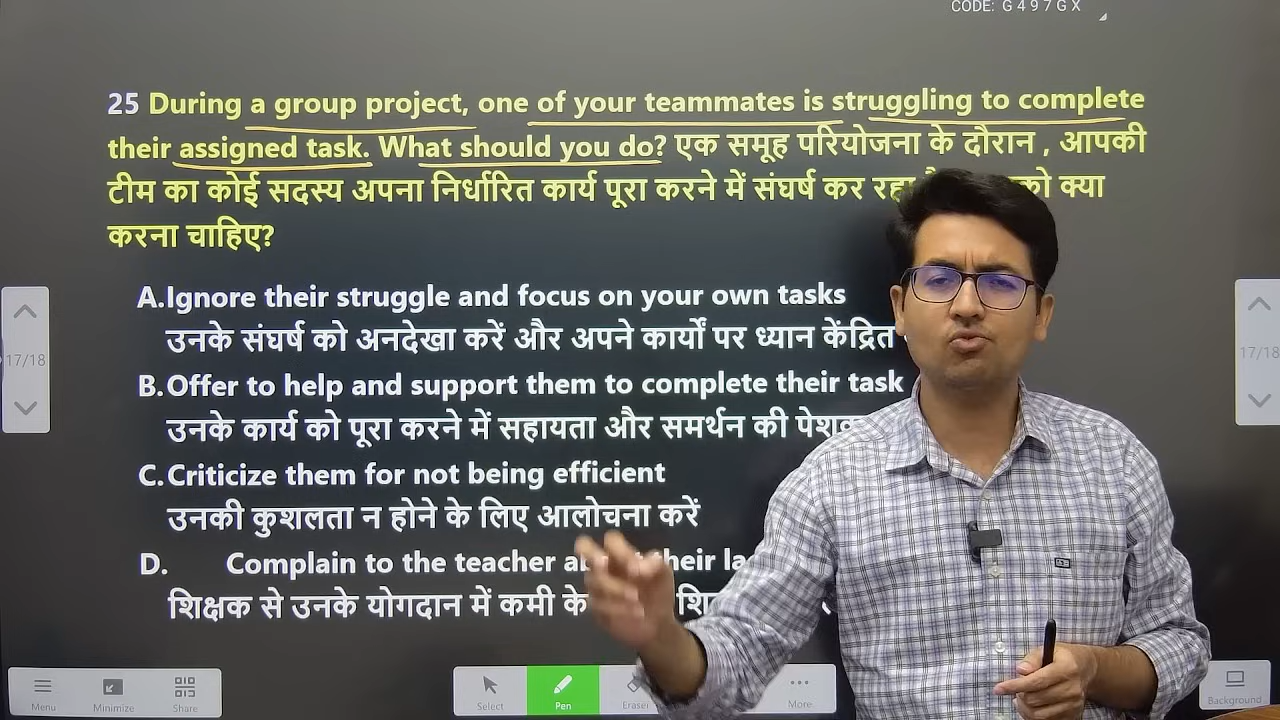 CODE: G497GX
25 During a group project, one of your teammates is struggling to complete
their assigned task. What should you do? एक समूह परियोजना के दौरान , आपकी
टीम का कोई सदस्य अपना निर्धारित कार्य पूरा करने में संघर्ष कर क्या
करना चाहिए?
A.Ignore their struggle and focus on your own tasks
उनके संघर्ष को अनदेखा करें और अपने कार्यों पर ध्यान केंद्रित
B.Offer to help and support them to complete their task
उनके कार्य को पूरा करने में सहायता और समर्थन की
C.Criticize them for not being efficient
उनकी कुशलता न होने के लिए आलोचना करें
D. Complain to the teacher their
शिक्षक से उनके योगदान में कमी के
17/18
17/18
Menu Minimize Share Select Pen Eraser More Background